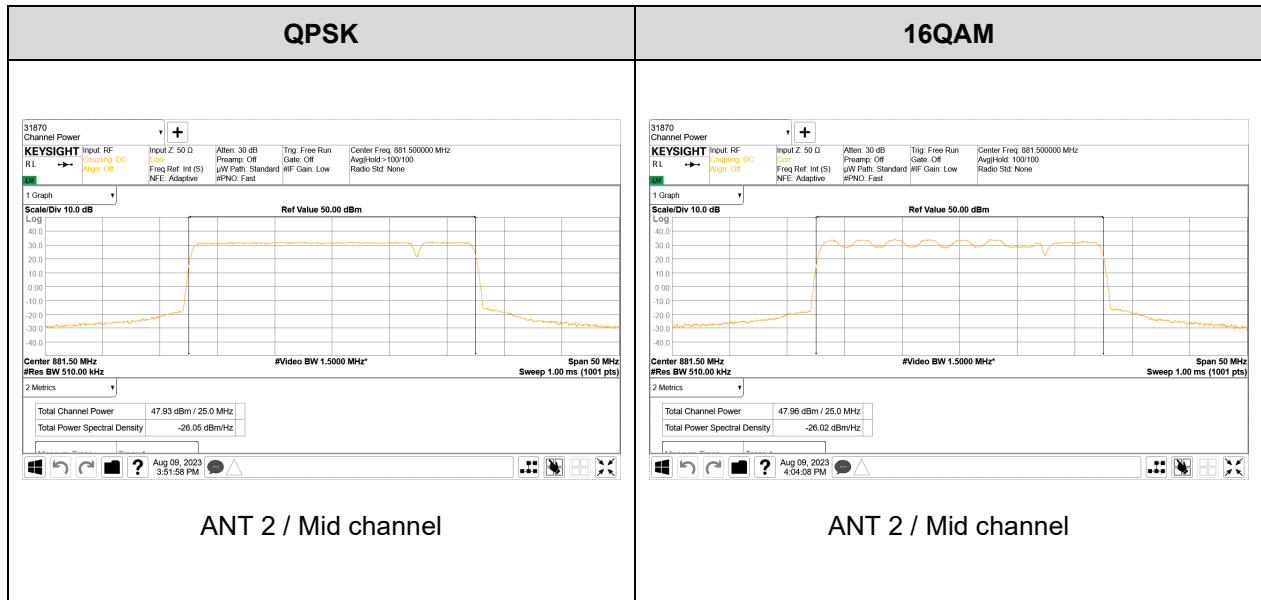 QPSK
16QAM
31870
Channel Power
KEYSIGHT
R L
LXI
Input: RF
Coupling: DC
Align: Off
Input Z: 50 Ω
Corr
Freq Ref: Int (S)
NFE: Adaptive
Atten: 30 dB
Preamp: Off
µW Path: Standard
#PNO: Fast
Trig: Free Run
Gate: Off
#IF Gain: Low
Center Freq: 881.500000 MHz
Avg|Hold:>100/100
Radio Std: None
1 Graph
Scale/Div 10.0 dB
Ref Value 50.00 dBm
Log
40.0
30.0
20.0
10.0
0.00
-10.0
-20.0
-30.0
-40.0
Center 881.50 MHz
#Video BW 1.5000 MHz*
Span 50 MHz
#Res BW 510.00 kHz
Sweep 1.00 ms (1001 pts)
2 Metrics
Total Channel Power 47.93 dBm / 25.0 MHz
Total Power Spectral Density -26.05 dBm/Hz
?
Aug 09, 2023
3:51:58 PM
ANT 2 / Mid channel
31870
Channel Power
KEYSIGHT
R L
LXI
Input: RF
Coupling: DC
Align: Off
Input Z: 50 Ω
Corr
Freq Ref: Int (S)
NFE: Adaptive
Atten: 30 dB
Preamp: Off
µW Path: Standard
#PNO: Fast
Trig: Free Run
Gate: Off
#IF Gain: Low
Center Freq: 881.500000 MHz
Avg|Hold: 100/100
Radio Std: None
1 Graph
Scale/Div 10.0 dB
Ref Value 50.00 dBm
Log
40.0
30.0
20.0
10.0
0.00
-10.0
-20.0
-30.0
-40.0
Center 881.50 MHz
#Video BW 1.5000 MHz*
Span 50 MHz
#Res BW 510.00 kHz
Sweep 1.00 ms (1001 pts)
2 Metrics
Total Channel Power 47.96 dBm / 25.0 MHz
Total Power Spectral Density -26.02 dBm/Hz
?
Aug 09, 2023
4:04:08 PM
ANT 2 / Mid channel